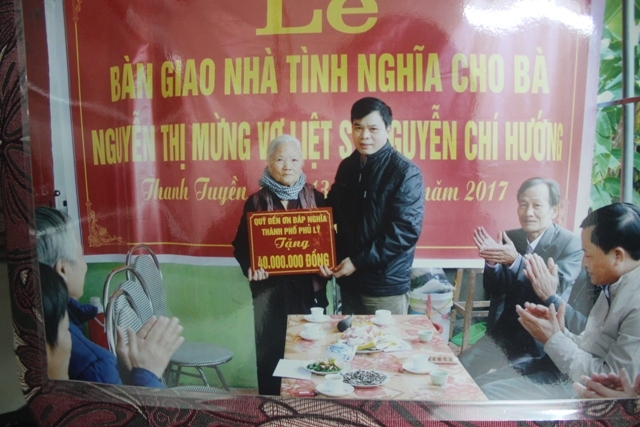 Lễ
BÀN GIAO NHÀ TÌNH NGHĨA CHO BÀ
NGUYỄN THỊ MỪNG VỢ LIỆT S NGUYỄN CHÍ HƯỚNG
Thanh Tuyền 13 năm 2017
QUỸ ĐỀN ƠN ĐÁP NGHĨA
THÀNH PHỐ PHỦ LÝ
Tặng
40.000.000 ĐỒNG